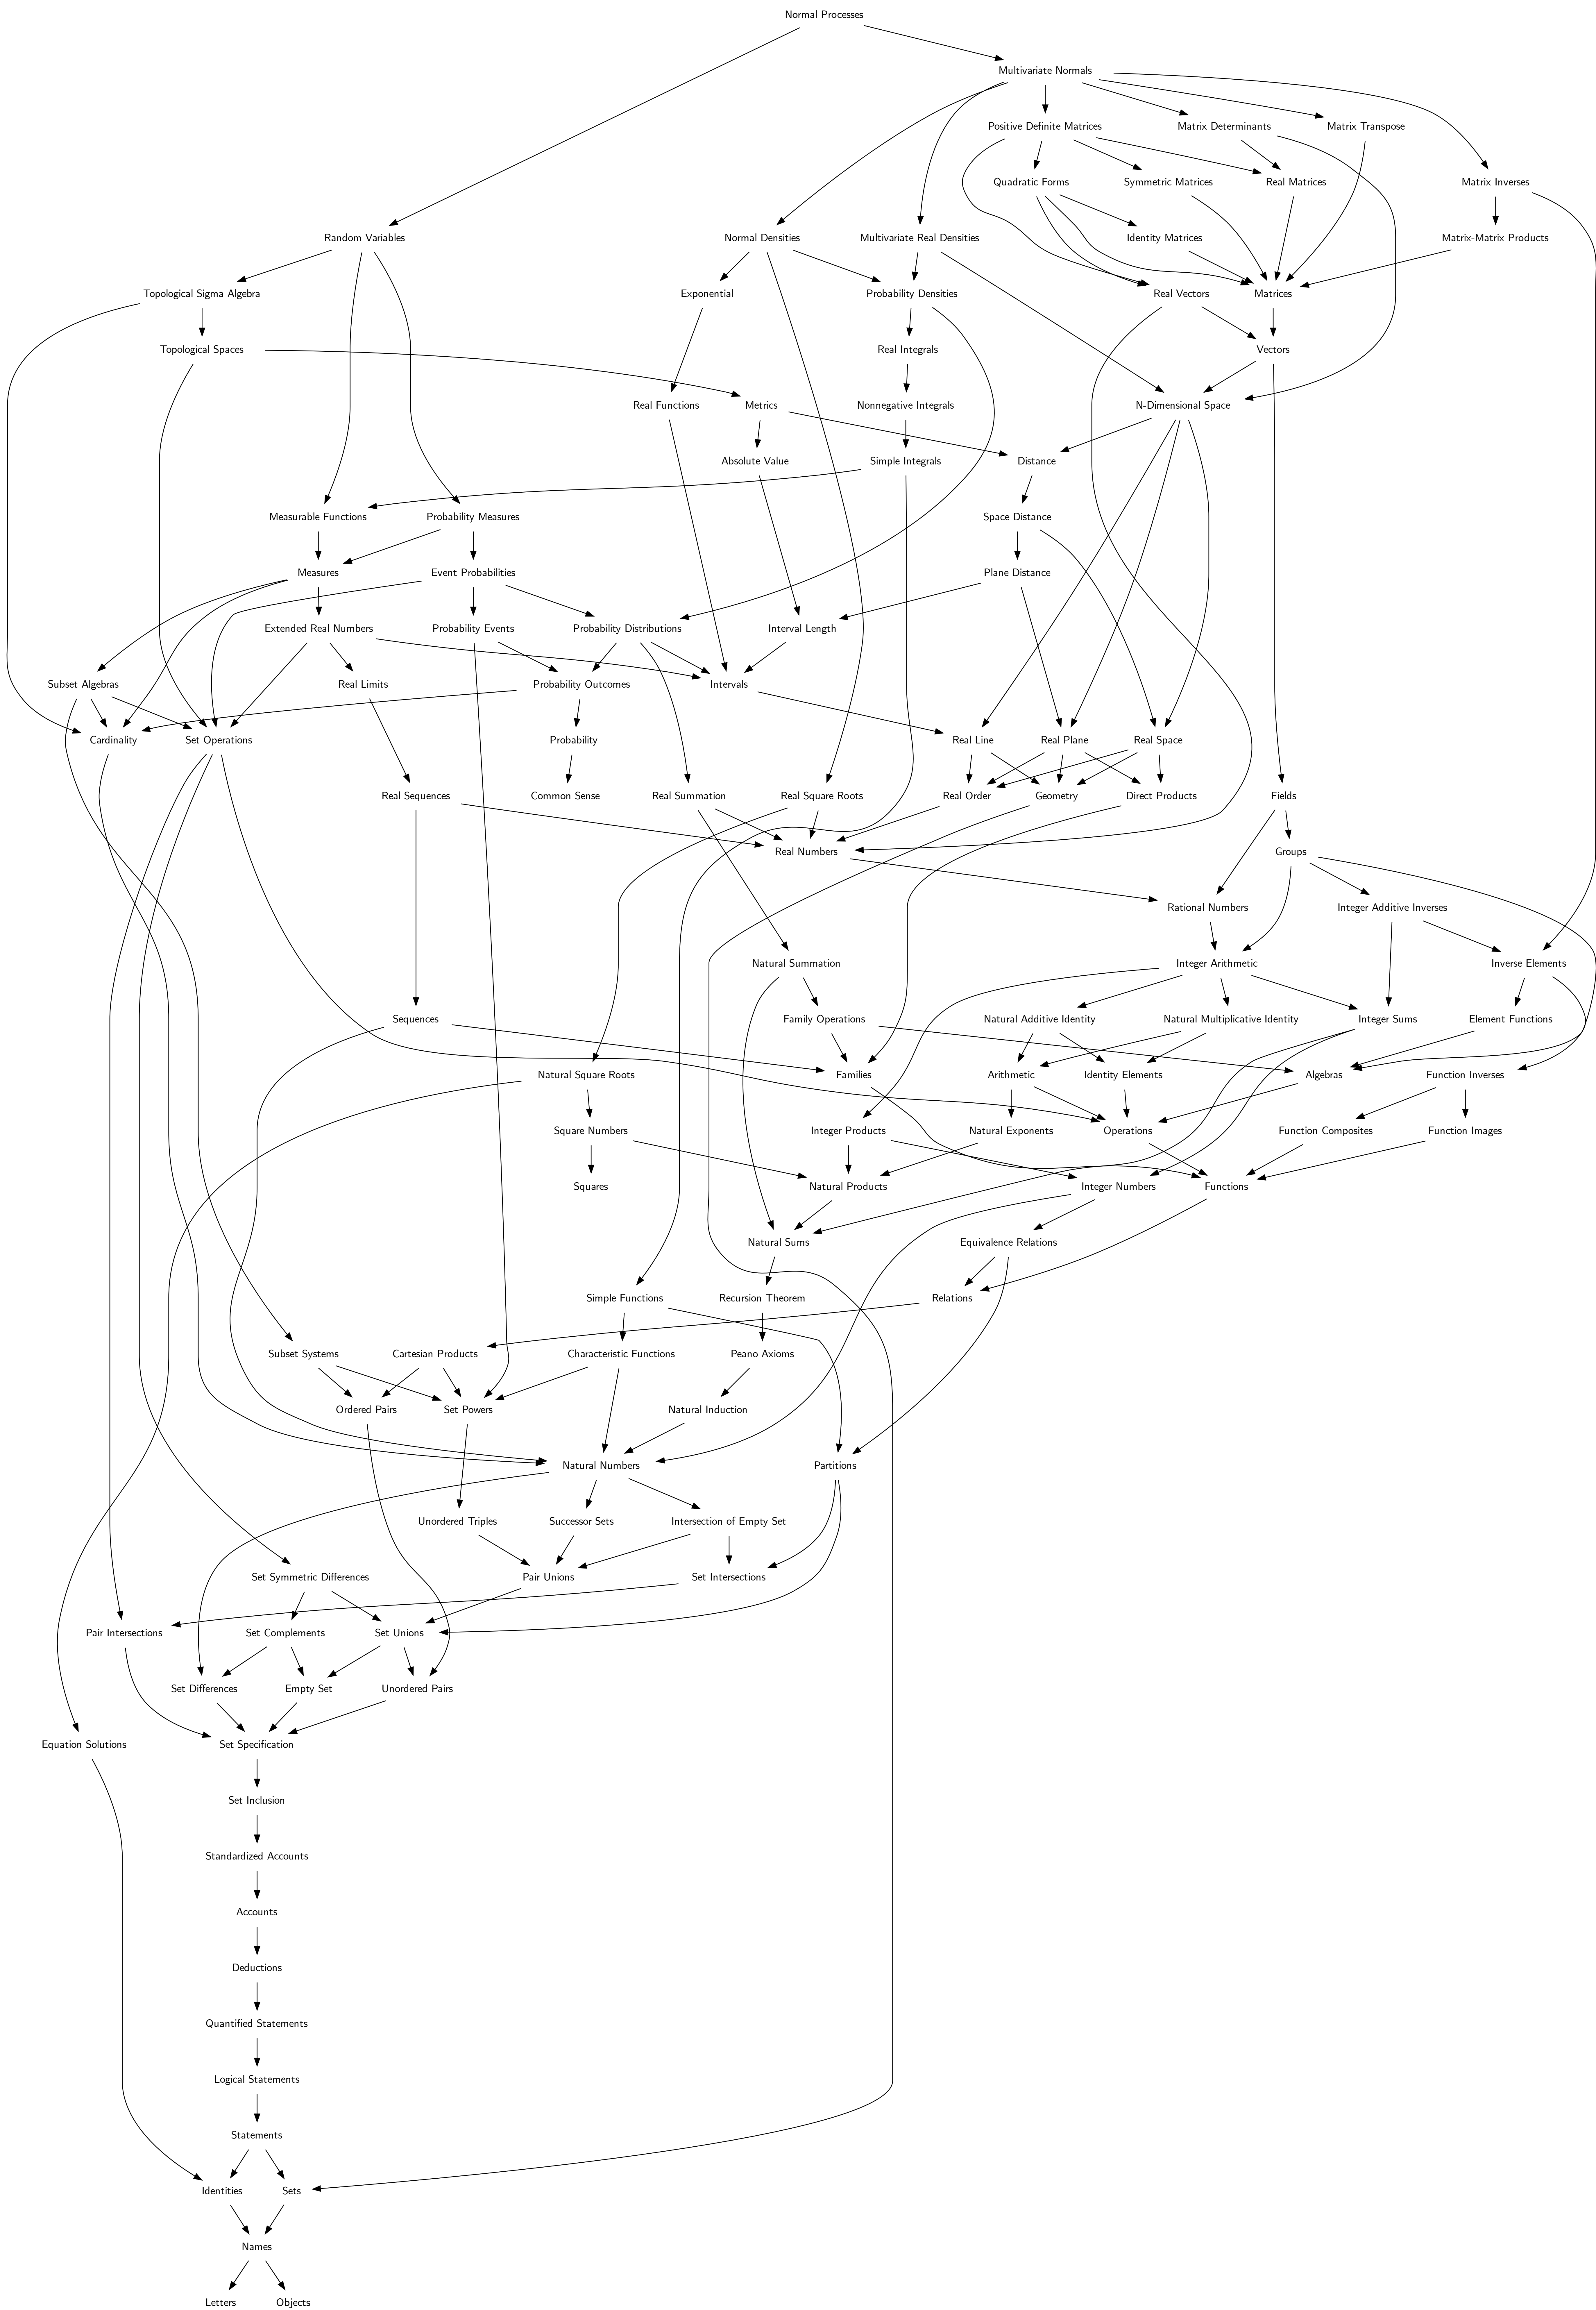 Normal Processes
Multivariate Normals
Positive Definite Matrices
Matrix Determinants
Matrix Transpose
Quadratic Forms
Symmetric Matrices
Real Matrices
Matrix Inverses
Random Variables
Normal Densities
Multivariate Real Densities
Identity Matrices
Matrix-Matrix Products
Topological Sigma Algebra
Exponential
Probability Densities
Real Vectors
Matrices
Topological Spaces
Real Integrals
Vectors
Real Functions
Metrics
Nonnegative Integrals
N-Dimensional Space
Absolute Value
Simple Integrals
Distance
Measurable Functions
Probability Measures
Space Distance
Measures
Event Probabilities
Plane Distance
Extended Real Numbers
Probability Events
Probability Distributions
Interval Length
Subset Algebras
Real Limits
Probability Outcomes
Intervals
Cardinality
Set Operations
Probability
Real Line
Real Plane
Real Space
Real Sequences
Common Sense
Real Summation
Real Square Roots
Real Order
Geometry
Direct Products
Fields
Real Numbers
Groups
Rational Numbers
Integer Additive Inverses
Natural Summation
Integer Arithmetic
Inverse Elements
Sequences
Family Operations
Natural Additive Identity
Natural Multiplicative Identity
Integer Sums
Element Functions
Natural Square Roots
Families
Arithmetic
Identity Elements
Algebras
Function Inverses
Square Numbers
Integer Products
Natural Exponents
Operations
Function Composites
Function Images
Squares
Natural Products
Integer Numbers
Functions
Natural Sums
Equivalence Relations
Simple Functions
Recursion Theorem
Relations
Subset Systems
Cartesian Products
Characteristic Functions
Peano Axioms
Ordered Pairs
Set Powers
Natural Induction
Natural Numbers
Partitions
Unordered Triples
Successor Sets
Intersection of Empty Set
Set Symmetric Differences
Pair Unions
Set Intersections
Pair Intersections
Set Complements
Set Unions
Set Differences
Empty Set
Unordered Pairs
Equation Solutions
Set Specification
Set Inclusion
Standardized Accounts
Accounts
Deductions
Quantified Statements
Logical Statements
Statements
Identities
Sets
Names
Letters
Objects